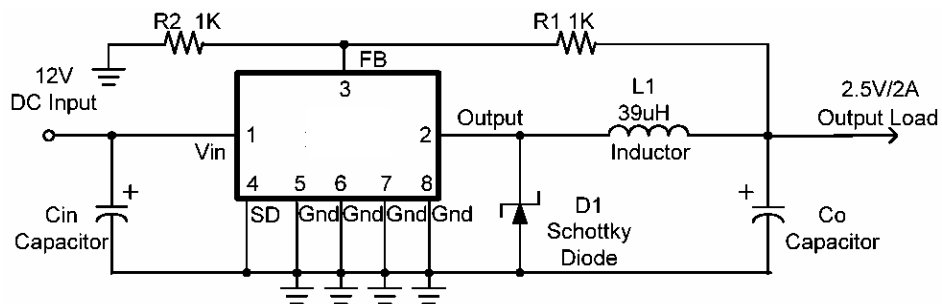 R2 1K
R1 1K
FB
3
12V
DC Input
L1
39uH
2.5V/2A
Output Load
1
2
Output
Vin
Inductor
4 5 6 7 8
SD Gnd Gnd Gnd Gnd
+
Cin
Capacitor
D1
Schottky
Diode
+
Co
Capacitor